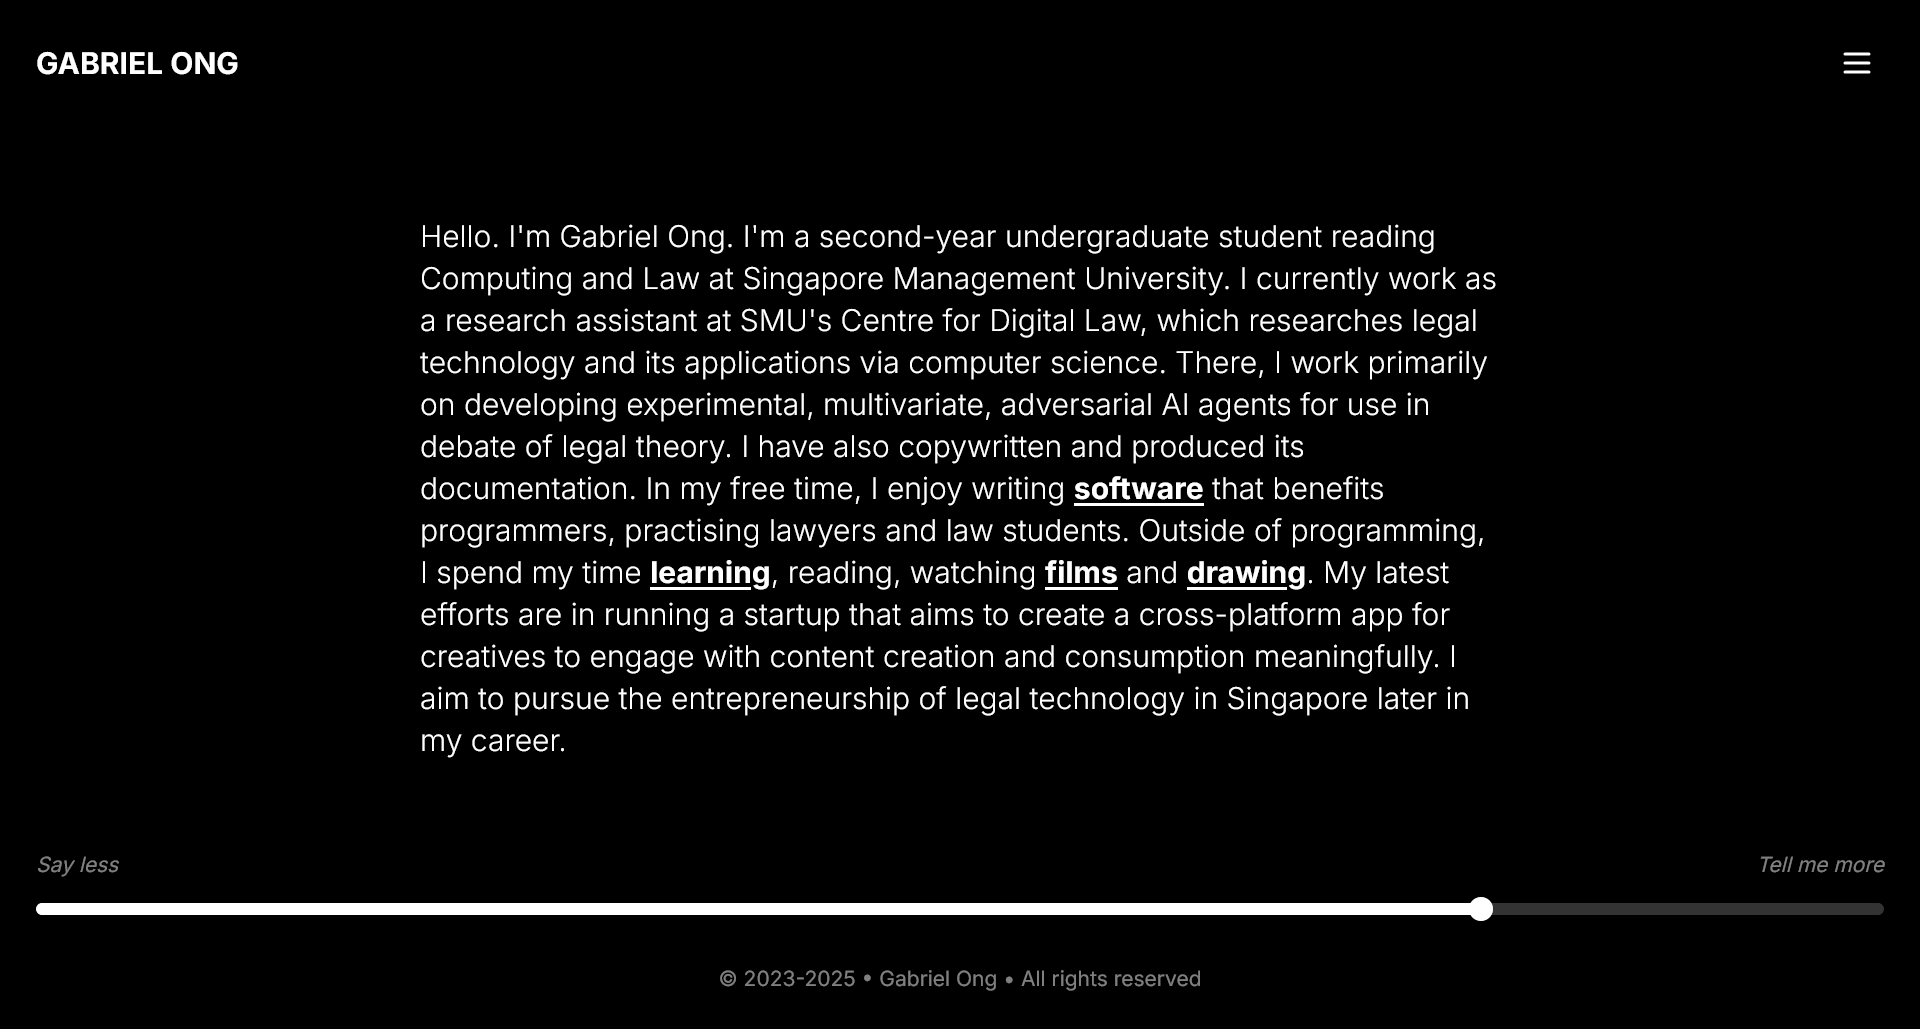 GABRIEL ONG
Hello. I'm Gabriel Ong. I'm a second-year undergraduate student reading
Computing and Law at Singapore Management University. I currently work as
a research assistant at SMU's Centre for Digital Law, which researches legal
technology and its applications via computer science. There, I work primarily
on developing experimental, multivariate, adversarial AI agents for use in
debate of legal theory. I have also copywritten and produced its
documentation. In my free time, I enjoy writing software that benefits
programmers, practising lawyers and law students. Outside of programming,
I spend my time learning, reading, watching films and drawing. My latest
efforts are in running a startup that aims to create a cross-platform app for
creatives to engage with content creation and consumption meaningfully. I
aim to pursue the entrepreneurship of legal technology in Singapore later in
my career.
Say less
Tell me more
© 2023-2025 • Gabriel Ong • All rights reserved